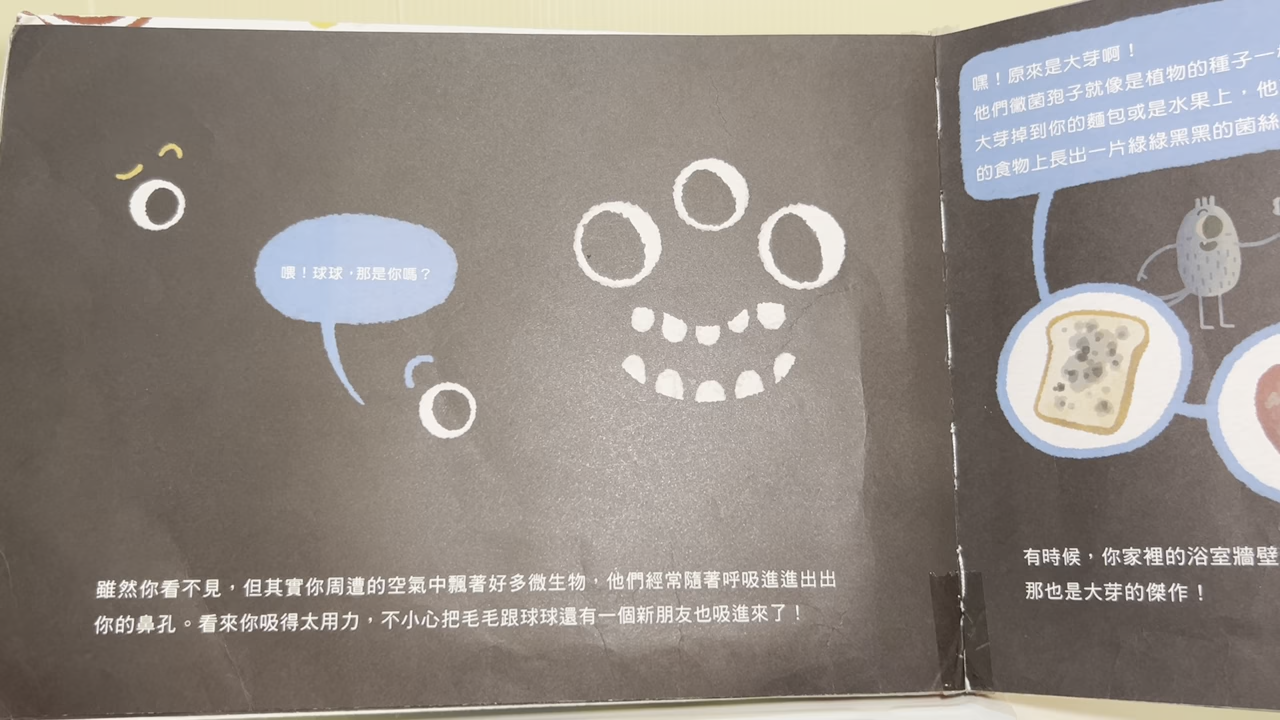 喂！球球，那是你嗎？
雖然你看不見，但其實你周遭的空氣中飄著好多微生物，他們經常隨著呼吸進進出出
你的鼻孔。看來你吸得太用力，不小心把毛毛跟球球還有一個新朋友也吸進來了！
嘿！原來是大芽啊！
他們黴菌孢子就像是植物的種子一
大芽掉到你的麵包或是水果上，他
的食物上長出一片綠綠黑黑的菌絲
有時候，你家裡的浴室牆壁
那也是大芽的傑作！